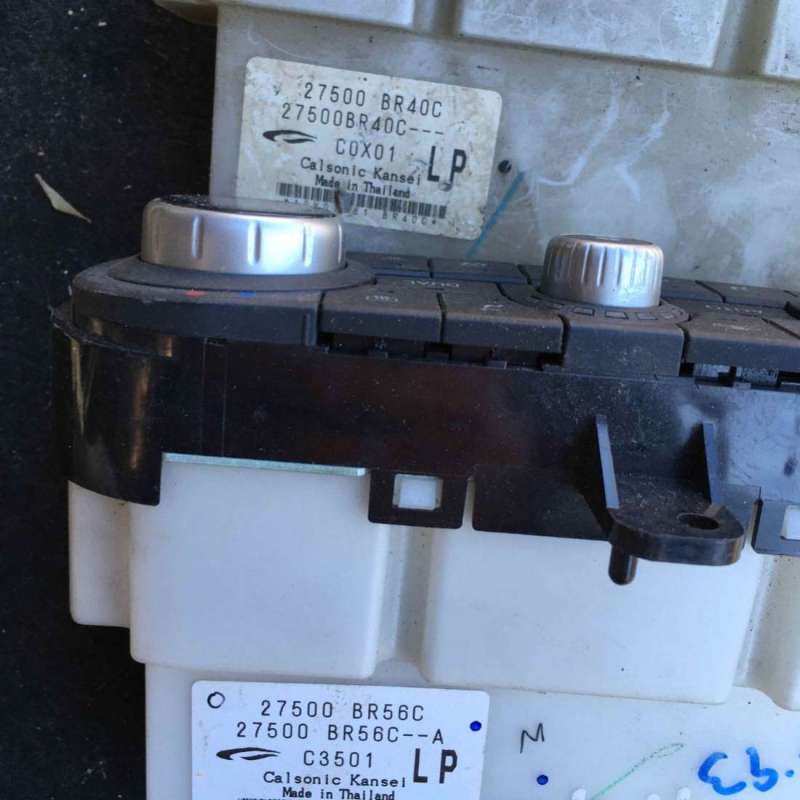 27500 BR40C
27500BR40C---
C0X01 LP
Calsonic Kansei
Made in Thailand
DUAL
27500 BR56C
27500 BR56C--A
C3501 LP
Calsonic Kansei
Made in Thailand
N